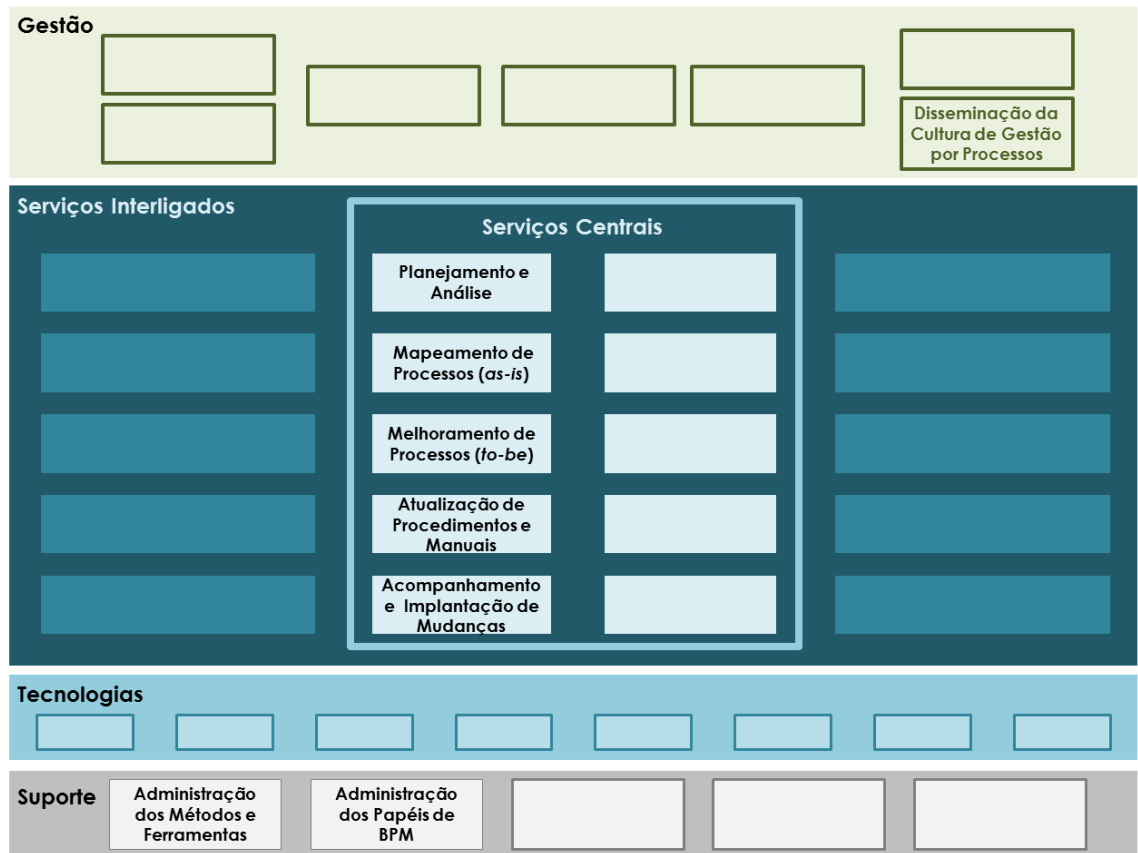 Gestão
Disseminação da
Cultura de Gestão
por Processos
Serviços Interligados
Serviços Centrais
Planejamento e
Análise
Mapeamento de
Processos (as-is)
Melhoramento de
Processos (to-be)
Atualização de
Procedimentos e
Manuais
Acompanhamento
e Implantação de
Mudanças
Tecnologias
Suporte
Administração
dos Métodos e
Ferramentas
Administração
dos Papéis de
BPM